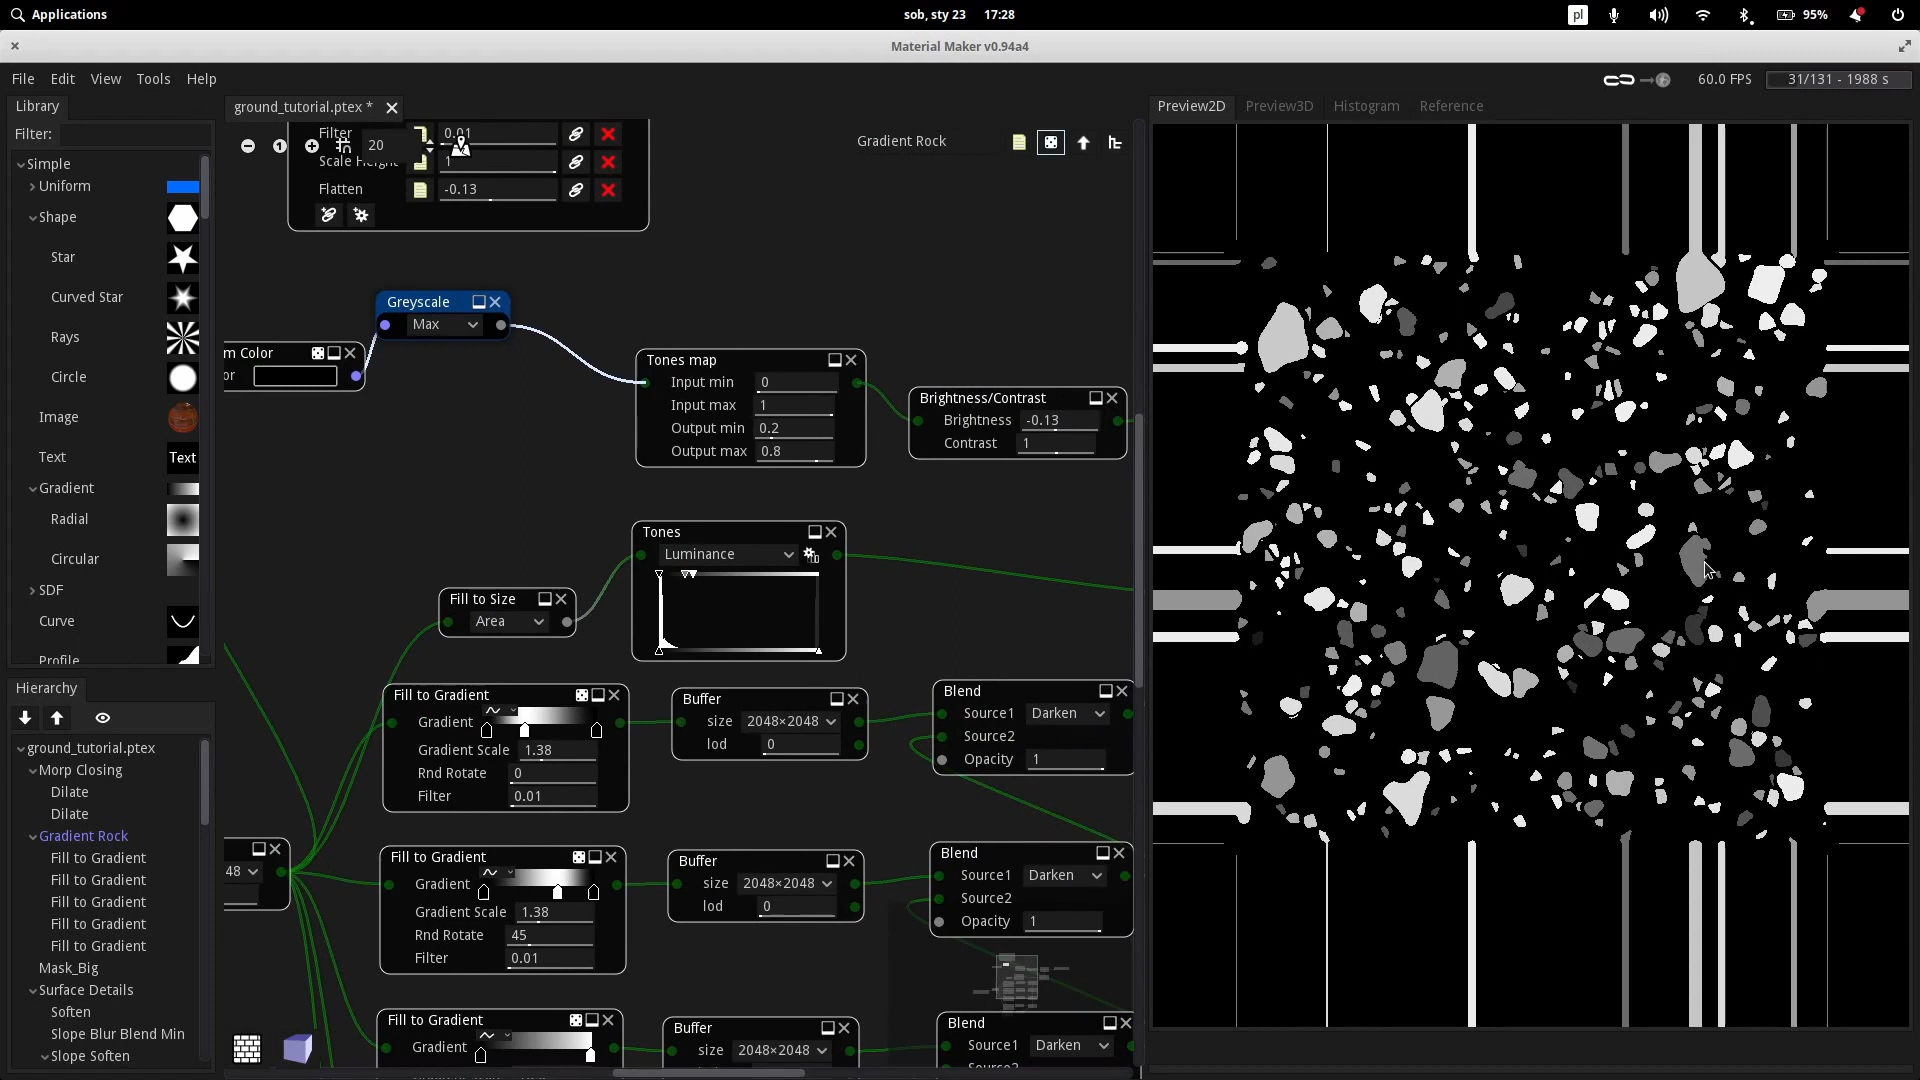 Applications
sob, sty 23 17:28
pl
95%
Material Maker v0.94a4
File Edit View Tools Help
60.0 FPS
31/131 - 1988 s
Library
Filter:
Simple
Uniform
Shape
Star
Curved Star
Rays
Circle
Image
Text
Text
Gradient
Radial
Circular
SDF
Curve
Profile
Hierarchy
ground_tutorial.ptex
Morp Closing
Dilate
Dilate
Gradient Rock
Fill to Gradient
Fill to Gradient
Fill to Gradient
Fill to Gradient
Fill to Gradient
Mask_Big
Surface Details
Soften
Slope Blur Blend Min
Slope Soften
ground_tutorial.ptex *
1
20
Filter 0.01
Scale Height 1
Flatten -0.13
Gradient Rock
Greyscale
Max
m Color
or
Tones map
Input min 0
Input max 1
Output min 0.2
Output max 0.8
Brightness/Contrast
Brightness -0.13
Contrast 1
Tones
Luminance
Fill to Size
Area
Fill to Gradient
Gradient
Gradient Scale 1.38
Rnd Rotate 0
Filter 0.01
Buffer
size 2048×2048
lod 0
Blend
Source1 Darken
Source2
Opacity 1
48
Fill to Gradient
Gradient
Gradient Scale 1.38
Rnd Rotate 45
Filter 0.01
Buffer
size 2048×2048
lod 0
Blend
Source1 Darken
Source2
Opacity 1
Fill to Gradient
Gradient
Buffer
size 2048×2048
Blend
Source1 Darken
Source2
Preview2D Preview3D Histogram Reference